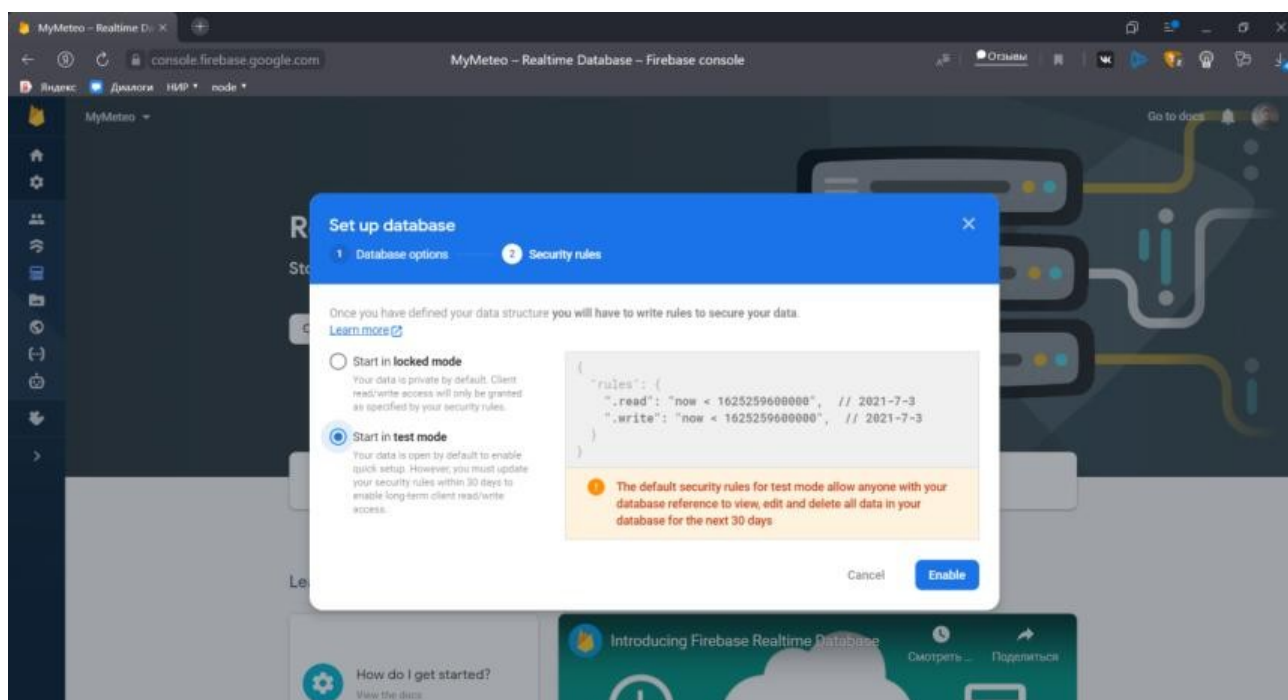 MyMeteo – Realtime Da
console.firebase.google.com
MyMeteo – Realtime Database – Firebase console
Отзывы
Яндекс Диалоги НИР node
MyMeteo
Go to docs
Set up database
1 Database options
2 Security rules
Once you have defined your data structure you will have to write rules to secure your data.
Learn more
Start in locked mode
Your data is private by default. Client
read/write access will only be granted
as specified by your security rules.
Start in test mode
Your data is open by default to enable
quick setup. However, you must update
your security rules within 30 days to
enable long-term client read/write
access.
{
"rules": {
".read": "now < 1625259600000", // 2021-7-3
".write": "now < 1625259600000", // 2021-7-3
}
}
The default security rules for test mode allow anyone with your
database reference to view, edit and delete all data in your
database for the next 30 days
Cancel
Enable
Le
How do I get started?
View the docs
Introducing Firebase Realtime Database
Смотреть ...
Поделиться